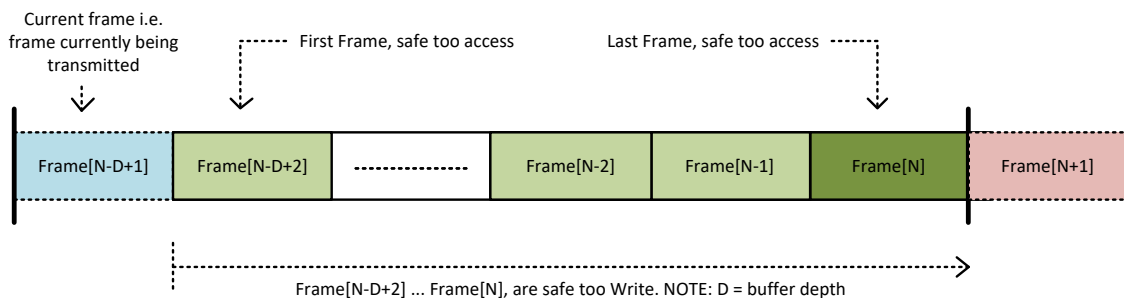 Current frame i.e.
frame currently being
transmitted
First Frame, safe too access
Last Frame, safe too access
Frame[N-D+1]
Frame[N-D+2]
Frame[N-2]
Frame[N-1]
Frame[N]
Frame[N+1]
Frame[N-D+2] ... Frame[N], are safe too Write. NOTE: D = buffer depth